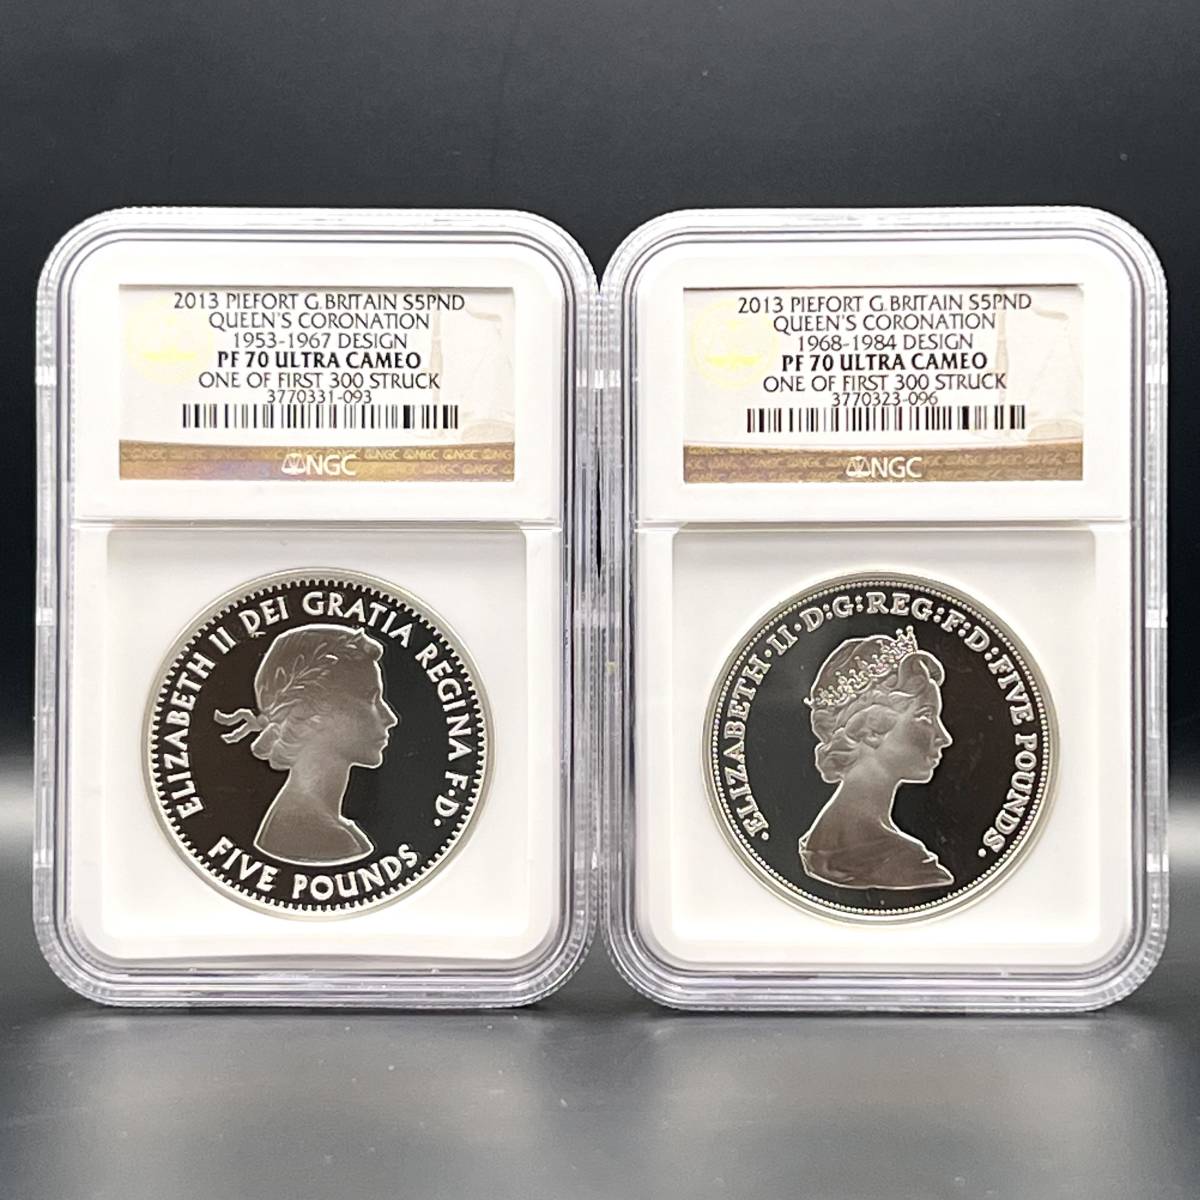 2013 PIEFORT G.BRITAIN S5PND
QUEEN'S CORONATION
1953-1967 DESIGN
PF 70 ULTRA CAMEO
ONE OF FIRST 300 STRUCK
3770331-093
NGC
ELIZABETH II DEI GRATIA REGINA F·D·
FIVE POUNDS
2013 PIEFORT G.BRITAIN S5PND
QUEEN'S CORONATION
1968-1984 DESIGN
PF 70 ULTRA CAMEO
ONE OF FIRST 300 STRUCK
3770323-096
NGC
·ELIZABETH·II·D:G:REG:F:D:FIVE POUNDS·